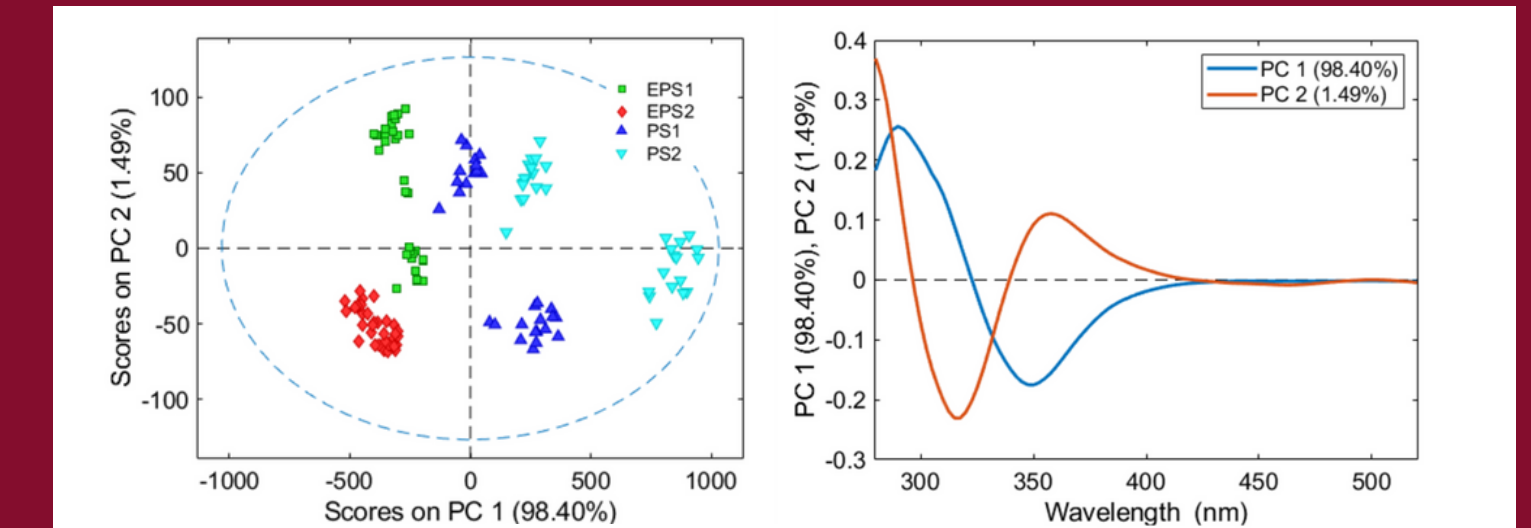 Scores on PC 2 (1.49%)
100
50
0
-50
-100
-1000
-500
0
500
1000
Scores on PC 1 (98.40%)
EPS1
EPS2
PS1
PS2
PC 1 (98.40%), PC 2 (1.49%)
0.4
0.3
0.2
0.1
0
-0.1
-0.2
-0.3
300
350
400
450
500
Wavelength (nm)
PC 1 (98.40%)
PC 2 (1.49%)